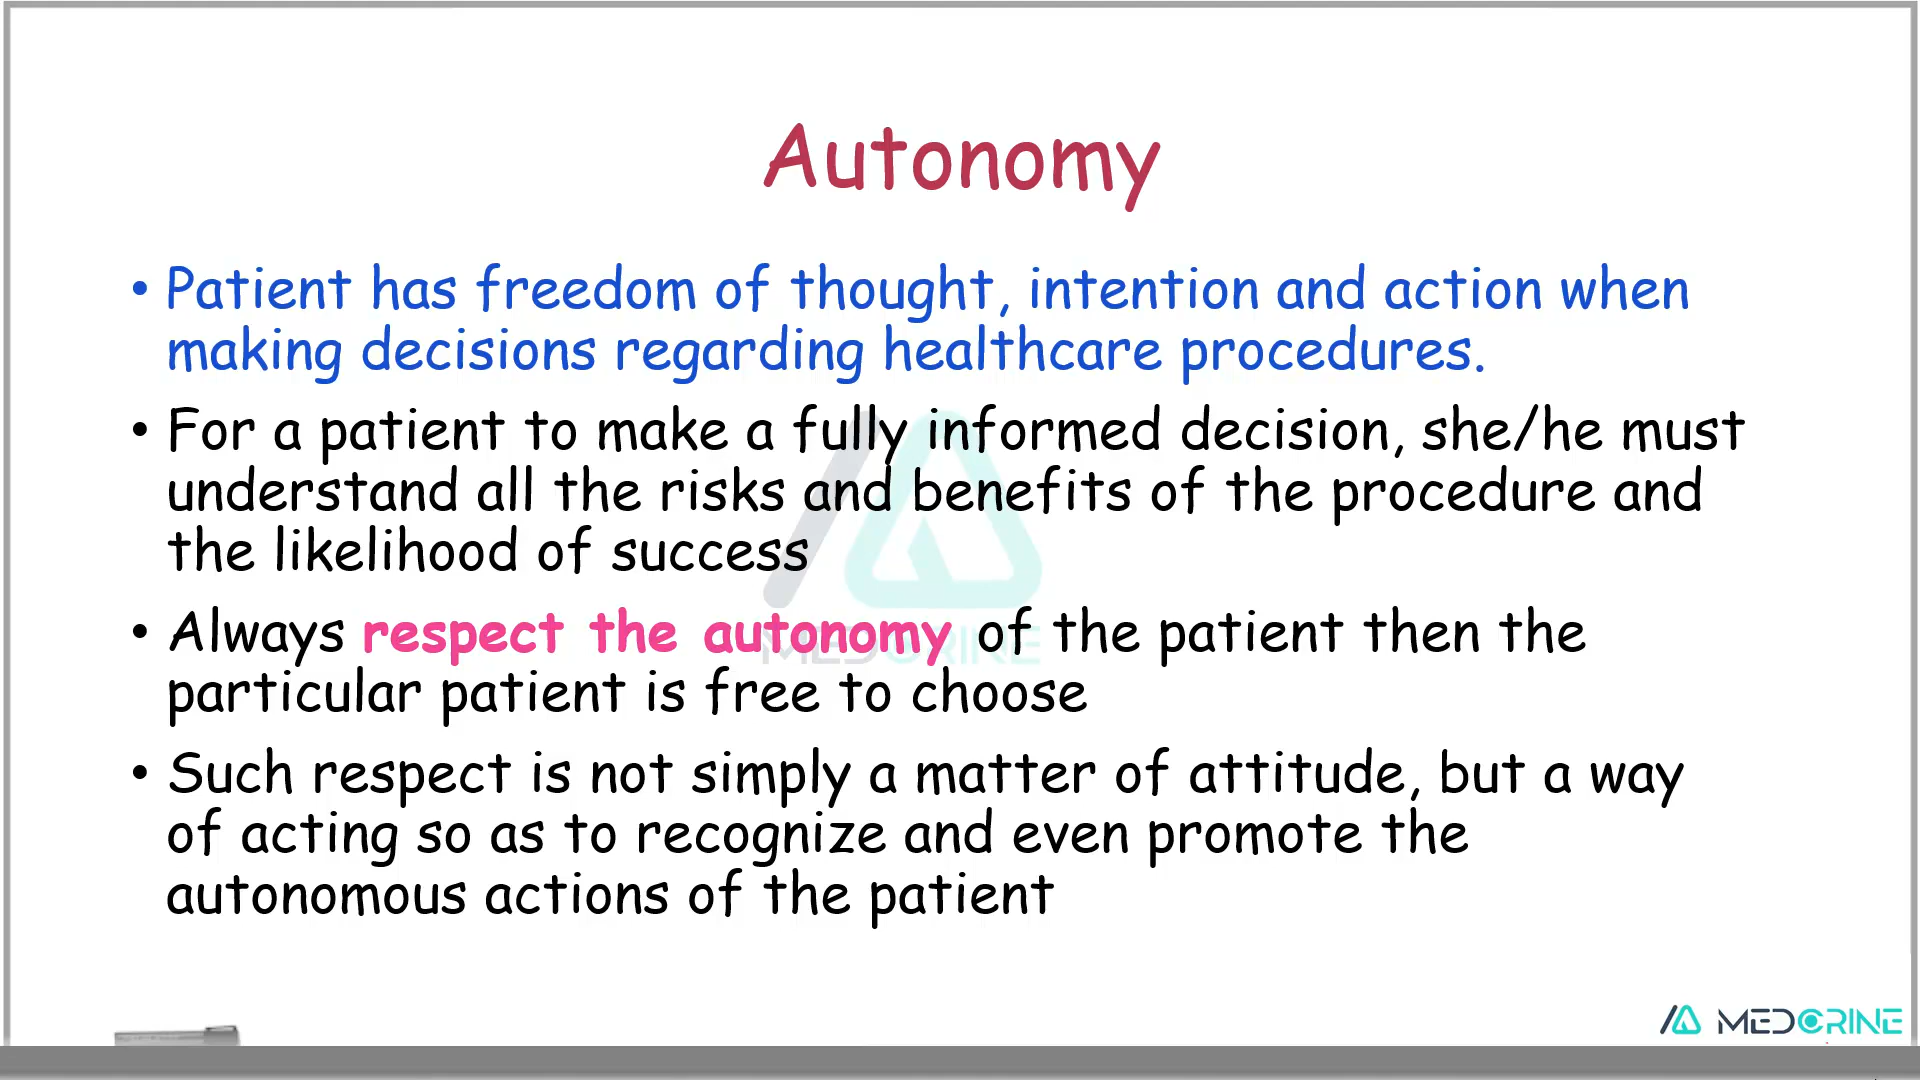 Autonomy
• Patient has freedom of thought, intention and action when
making decisions regarding healthcare procedures.
• For a patient to make a fully informed decision, she/he must
understand all the risks and benefits of the procedure and
the likelihood of success
• Always respect the autonomy of the patient then the
particular patient is free to choose
• Such respect is not simply a matter of attitude, but a way
of acting so as to recognize and even promote the
autonomous actions of the patient
MEDCRINE
MEDCRINE